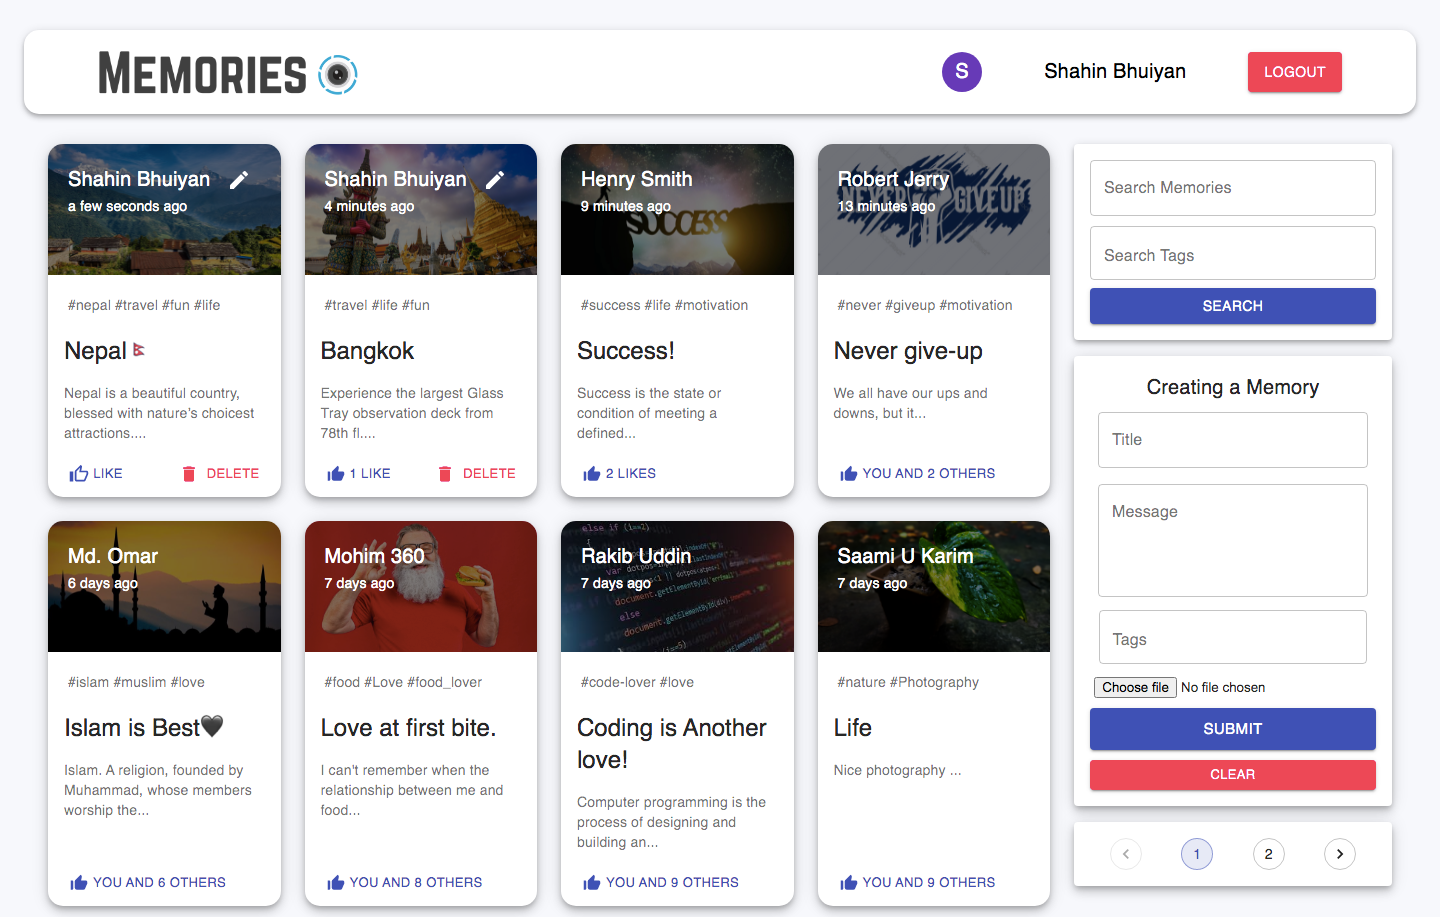 MEMORIES
S
Shahin Bhuiyan
LOGOUT
Shahin Bhuiyan
a few seconds ago
#nepal #travel #fun #life
Nepal🇳🇵
Nepal is a beautiful country,
blessed with nature's choicest
attractions....
LIKE
DELETE
Shahin Bhuiyan
4 minutes ago
#travel #life #fun
Bangkok
Experience the largest Glass
Tray observation deck from
78th fl....
1 LIKE
DELETE
Henry Smith
9 minutes ago
SUCCESS
#success #life #motivation
Success!
Success is the state or
condition of meeting a
defined...
2 LIKES
Robert Jerry
13 minutes ago
NEVER GIVE UP
#never #giveup #motivation
Never give-up
We all have our ups and
downs, but it...
YOU AND 2 OTHERS
Md. Omar
6 days ago
#islam #muslim #love
Islam is Best🖤
Islam. A religion, founded by
Muhammad, whose members
worship the...
YOU AND 6 OTHERS
Mohim 360
7 days ago
#food #Love #food_lover
Love at first bite.
I can't remember when the
relationship between me and
food...
YOU AND 8 OTHERS
Rakib Uddin
7 days ago
else if (i==2)
else
#code-lover #love
Coding is Another
love!
Computer programming is the
process of designing and
building an...
YOU AND 9 OTHERS
Saami U Karim
7 days ago
#nature #Photography
Life
Nice photography ...
YOU AND 9 OTHERS
Search Memories
Search Tags
SEARCH
Creating a Memory
Title
Message
Tags
Choose file No file chosen
SUBMIT
CLEAR
1
2